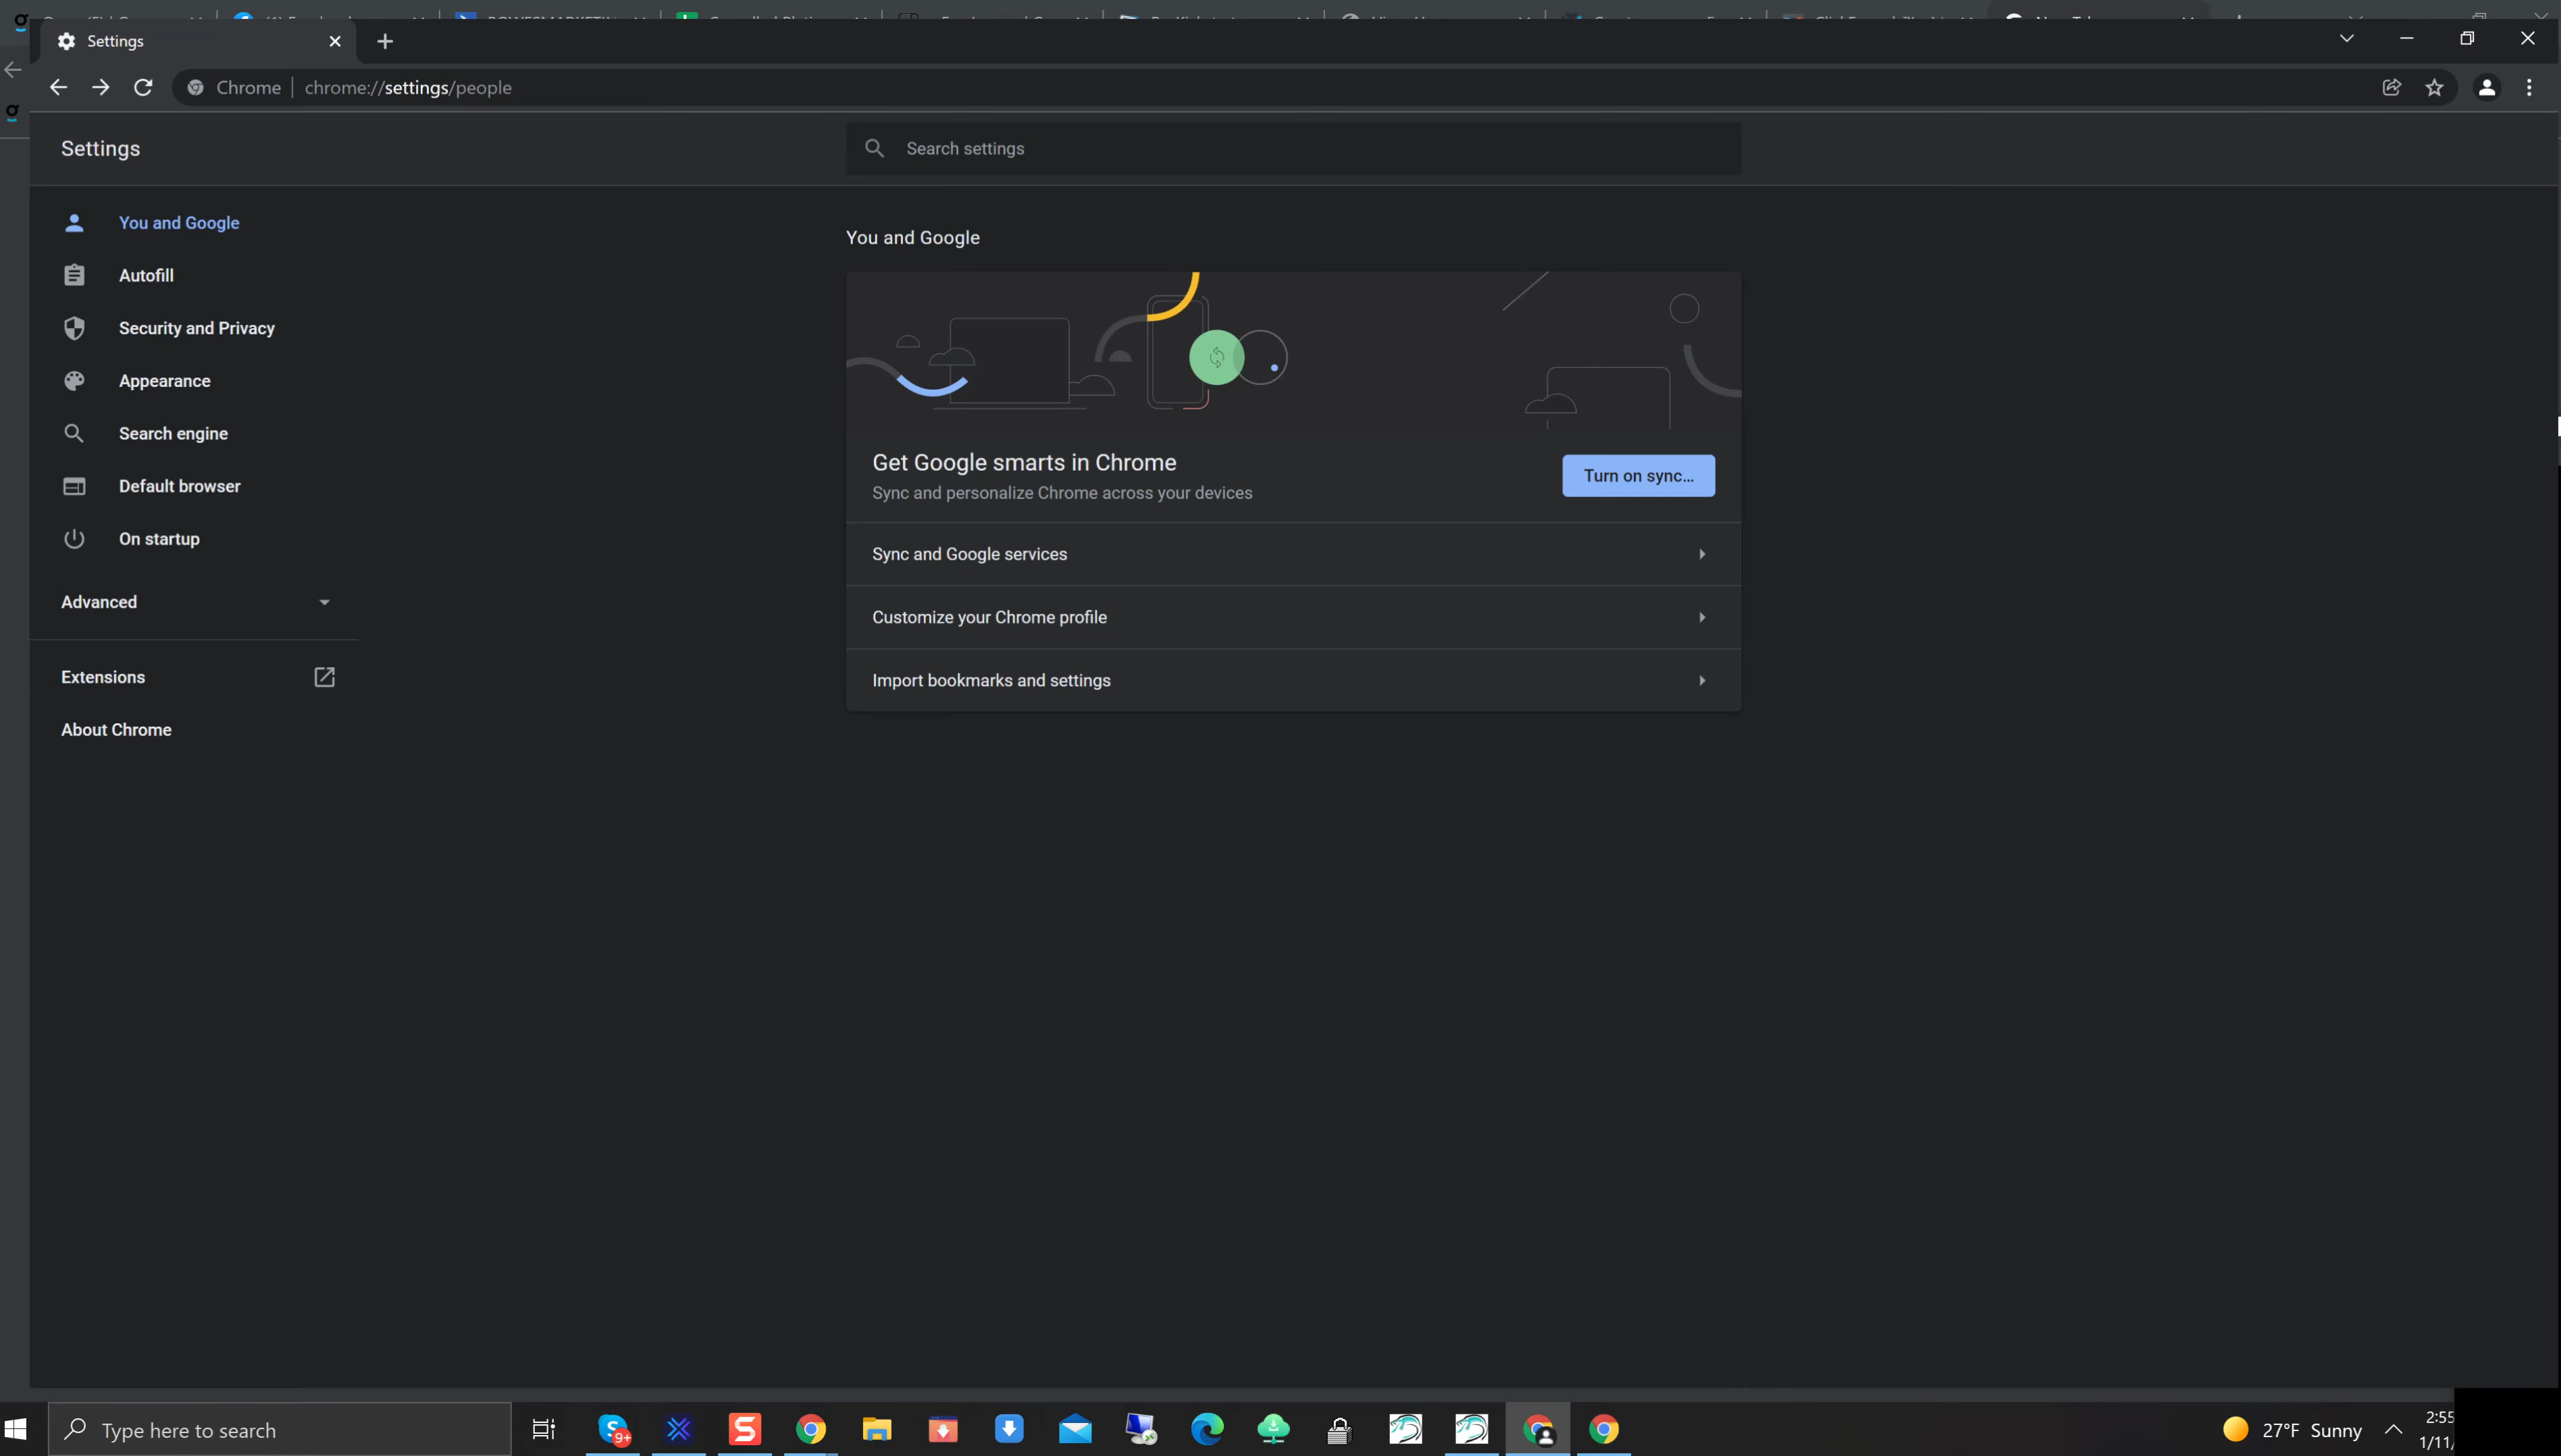 Settings
Chrome | chrome://settings/people
Settings
Search settings
You and Google
Autofill
Security and Privacy
Appearance
Search engine
Default browser
On startup
Advanced
Extensions
About Chrome
You and Google
Get Google smarts in Chrome
Sync and personalize Chrome across your devices
Turn on sync...
Sync and Google services
Customize your Chrome profile
Import bookmarks and settings
Type here to search
9+
27°F Sunny
2:55
1/11/